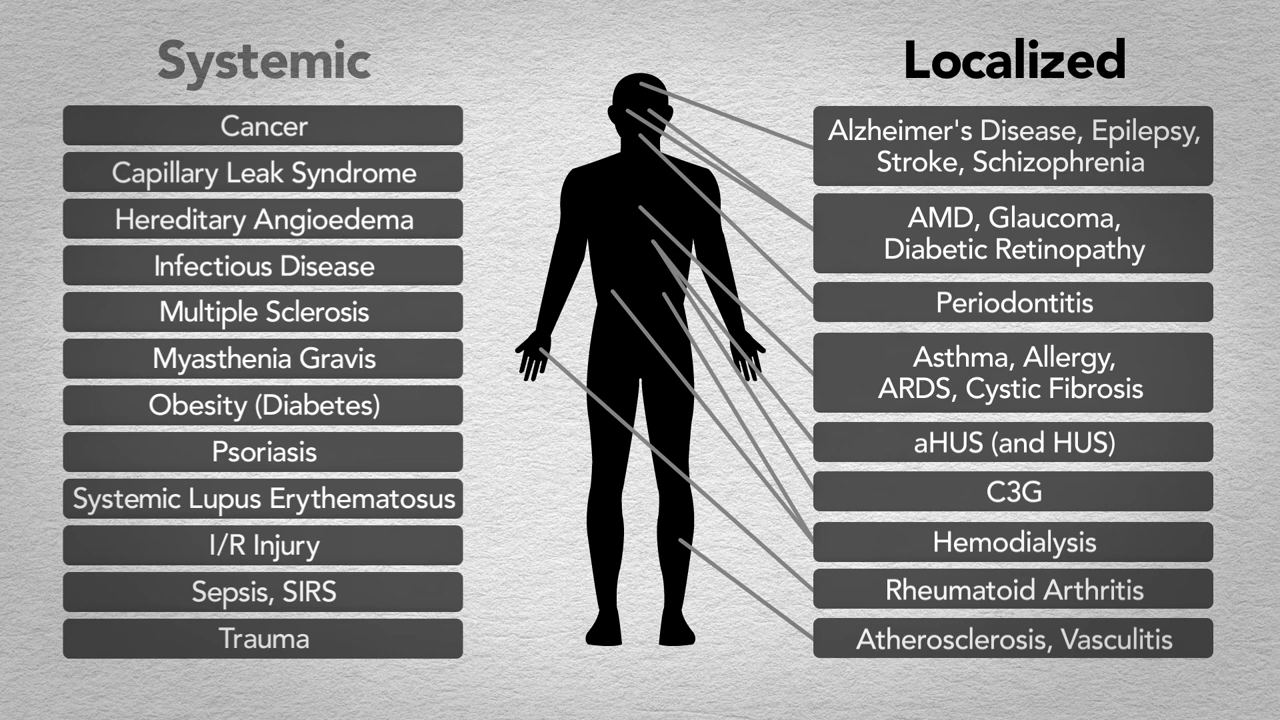 Systemic
Cancer
Capillary Leak Syndrome
Hereditary Angioedema
Infectious Disease
Multiple Sclerosis
Myasthenia Gravis
Obesity (Diabetes)
Psoriasis
Systemic Lupus Erythematosus
I/R Injury
Sepsis, SIRS
Trauma
Localized
Alzheimer's Disease, Epilepsy,
Stroke, Schizophrenia
AMD, Glaucoma,
Diabetic Retinopathy
Periodontitis
Asthma, Allergy,
ARDS, Cystic Fibrosis
aHUS (and HUS)
C3G
Hemodialysis
Rheumatoid Arthritis
Atherosclerosis, Vasculitis